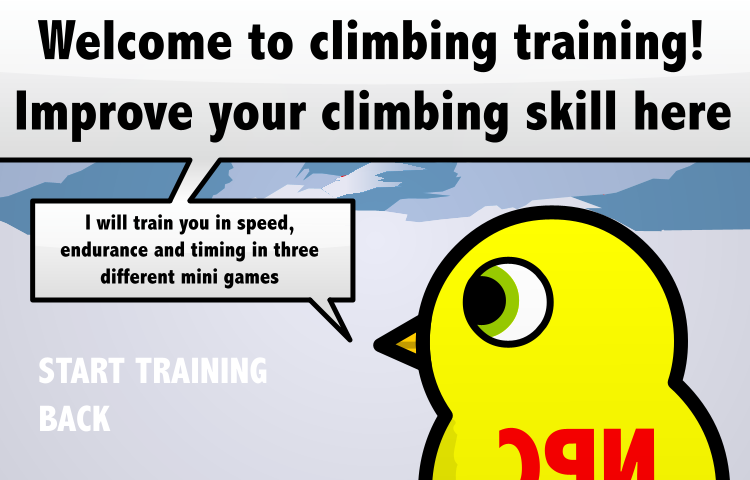 Welcome to climbing training!
Improve your climbing skill here
I will train you in speed,
endurance and timing in three
different mini games
START TRAINING
BACK
NPC